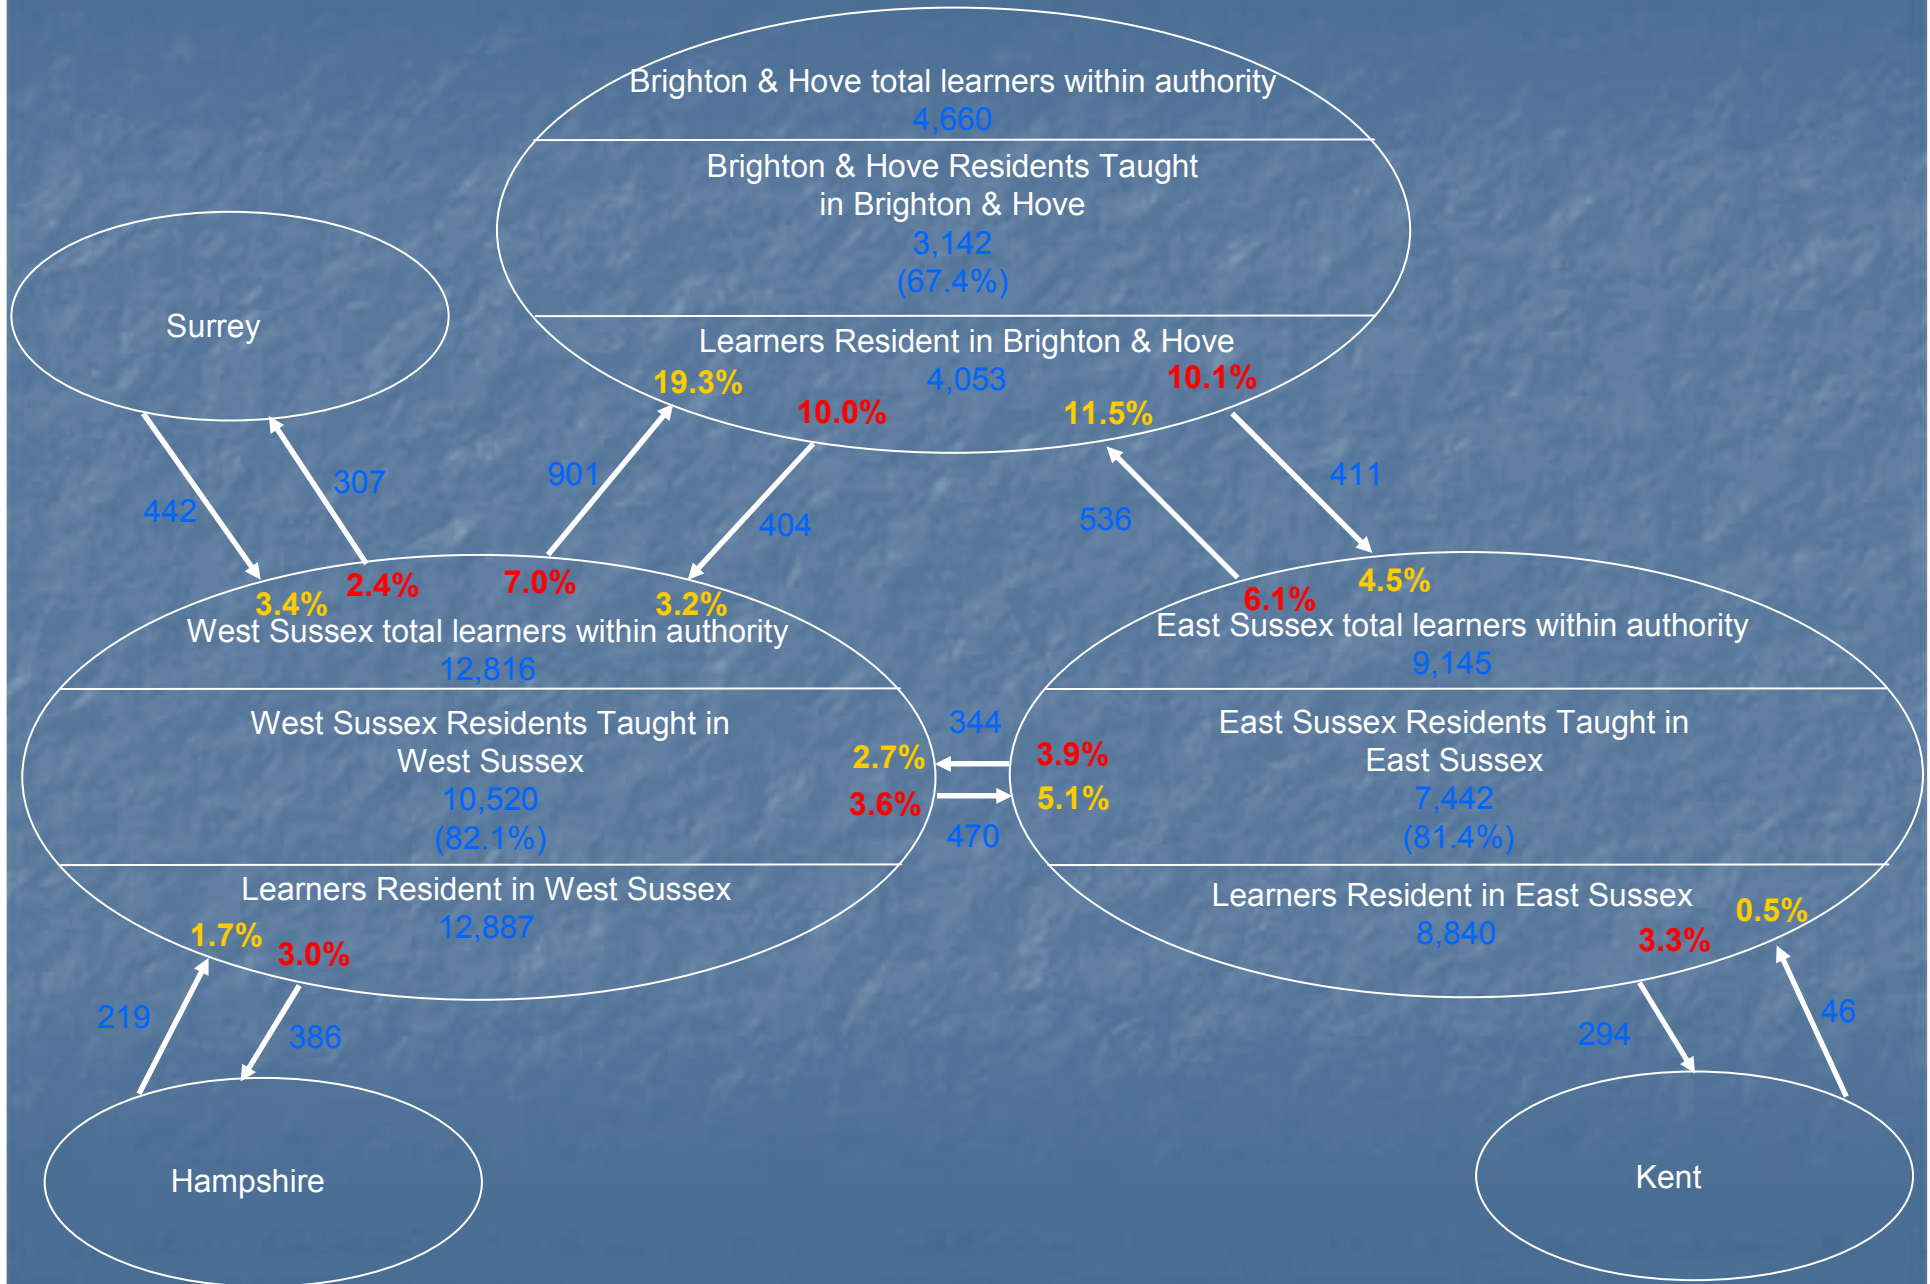 Brighton & Hove total learners within authority
4,660
Brighton & Hove Residents Taught
in Brighton & Hove
3,142
(67.4%)
Learners Resident in Brighton & Hove
4,053
19.3%
10.0%
11.5%
10.1%
Surrey
442
307
901
404
536
411
3.4%
2.4%
7.0%
3.2%
West Sussex total learners within authority
12,816
West Sussex Residents Taught in
West Sussex
10,520
(82.1%)
Learners Resident in West Sussex
12,887
1.7%
3.0%
2.7%
3.6%
344
470
3.9%
5.1%
6.1%
4.5%
East Sussex total learners within authority
9,145
East Sussex Residents Taught in
East Sussex
7,442
(81.4%)
Learners Resident in East Sussex
8,840
3.3%
0.5%
219
386
294
46
Hampshire
Kent